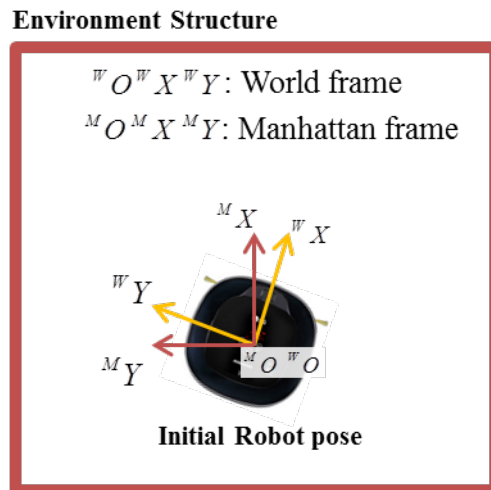 Environment Structure
ᵂOᵂXᵂY: World frame
ᴹOᴹXᴹY: Manhattan frame
ᴹX
ᵂX
ᵂY
ᴹY
ᴹO ᵂO
Initial Robot pose